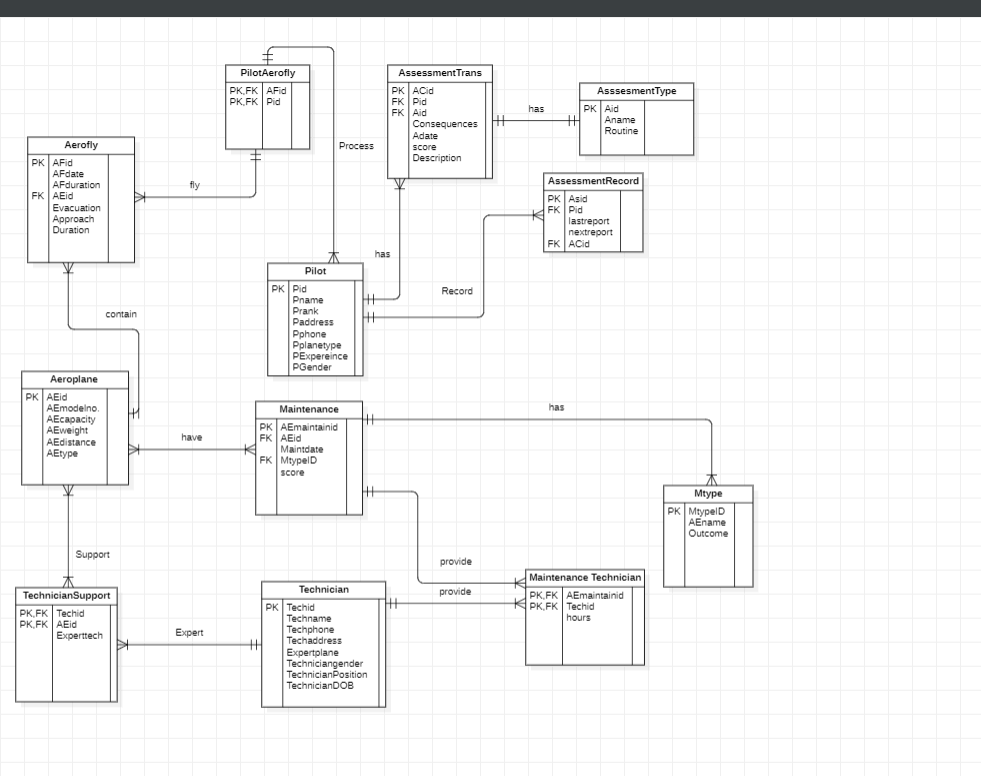 PilotAerofly
PK,FK AFid
PK,FK Pid
AssessmentTrans
PK ACid
FK Pid
FK Aid
Consequences
Adate
score
Description
has
AsssesmentType
PK Aid
Aname
Routine
Aerofly
PK AFid
AFdate
AFduration
FK AEid
Evacuation
Approach
Duration
fly
Process
AssessmentRecord
PK Asid
FK Pid
lastreport
nextreport
FK ACid
has
Record
Pilot
PK Pid
Pname
Prank
Paddress
Pphone
Pplanetype
PExpereince
PGender
contain
Aeroplane
PK AEid
AEmodelno.
AEcapacity
AEweight
AEdistance
AEtype
have
Maintenance
PK AEmaintainid
FK AEid
Maintdate
FK MtypeID
score
has
Mtype
PK MtypeID
AEname
Outcome
Support
provide
provide
TechnicianSupport
PK,FK Techid
PK,FK AEid
Experttech
Expert
Technician
PK Techid
Techname
Techphone
Techaddress
Expertplane
Techniciangender
TechnicianPosition
TechnicianDOB
Maintenance Technician
PK,FK AEmaintainid
PK,FK Techid
hours